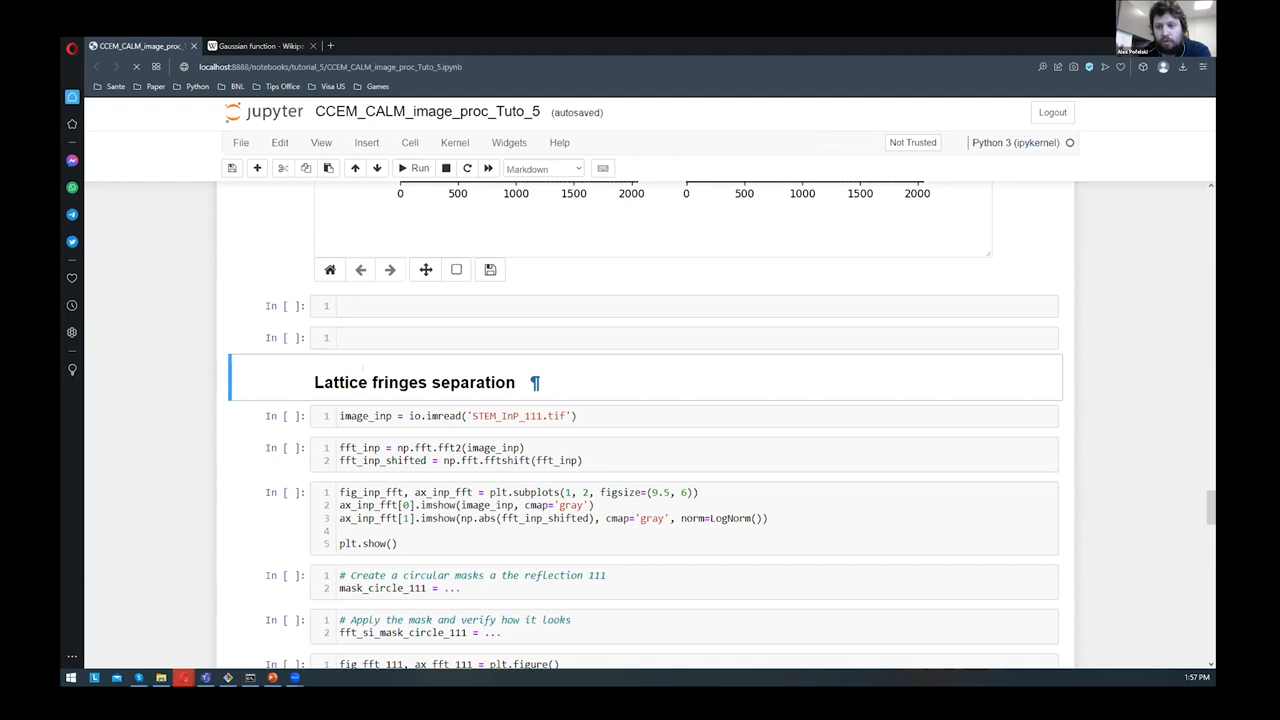 Alex Pofelski
CCEM_CALM_image_proc_
Gaussian function - Wikipe
localhost:8888/notebooks/tutorial_5/CCEM_CALM_image_proc_Tuto_5.ipynb
Sante
Paper
Python
BNL
Tips Office
Visa US
Games
jupyter CCEM_CALM_image_proc_Tuto_5 (autosaved)
Logout
File Edit View Insert Cell Kernel Widgets Help
Not Trusted
Python 3 (ipykernel)
Run
Markdown
0 500 1000 1500 2000 0 500 1000 1500 2000
In [ ]: 1
In [ ]: 1
Lattice fringes separation ¶
In [ ]: 1 image_inp = io.imread('STEM_InP_111.tif')
In [ ]: 1 fft_inp = np.fft.fft2(image_inp)
2 fft_inp_shifted = np.fft.fftshift(fft_inp)
In [ ]: 1 fig_inp_fft, ax_inp_fft = plt.subplots(1, 2, figsize=(9.5, 6))
2 ax_inp_fft[0].imshow(image_inp, cmap='gray')
3 ax_inp_fft[1].imshow(np.abs(fft_inp_shifted), cmap='gray', norm=LogNorm())
4
5 plt.show()
In [ ]: 1 # Create a circular masks a the reflection 111
2 mask_circle_111 = ...
In [ ]: 1 # Apply the mask and verify how it looks
2 fft_si_mask_circle_111 = ...
In [ ]: 1 fig_fft_111, ax_fft_111 = plt.figure()
1:57 PM